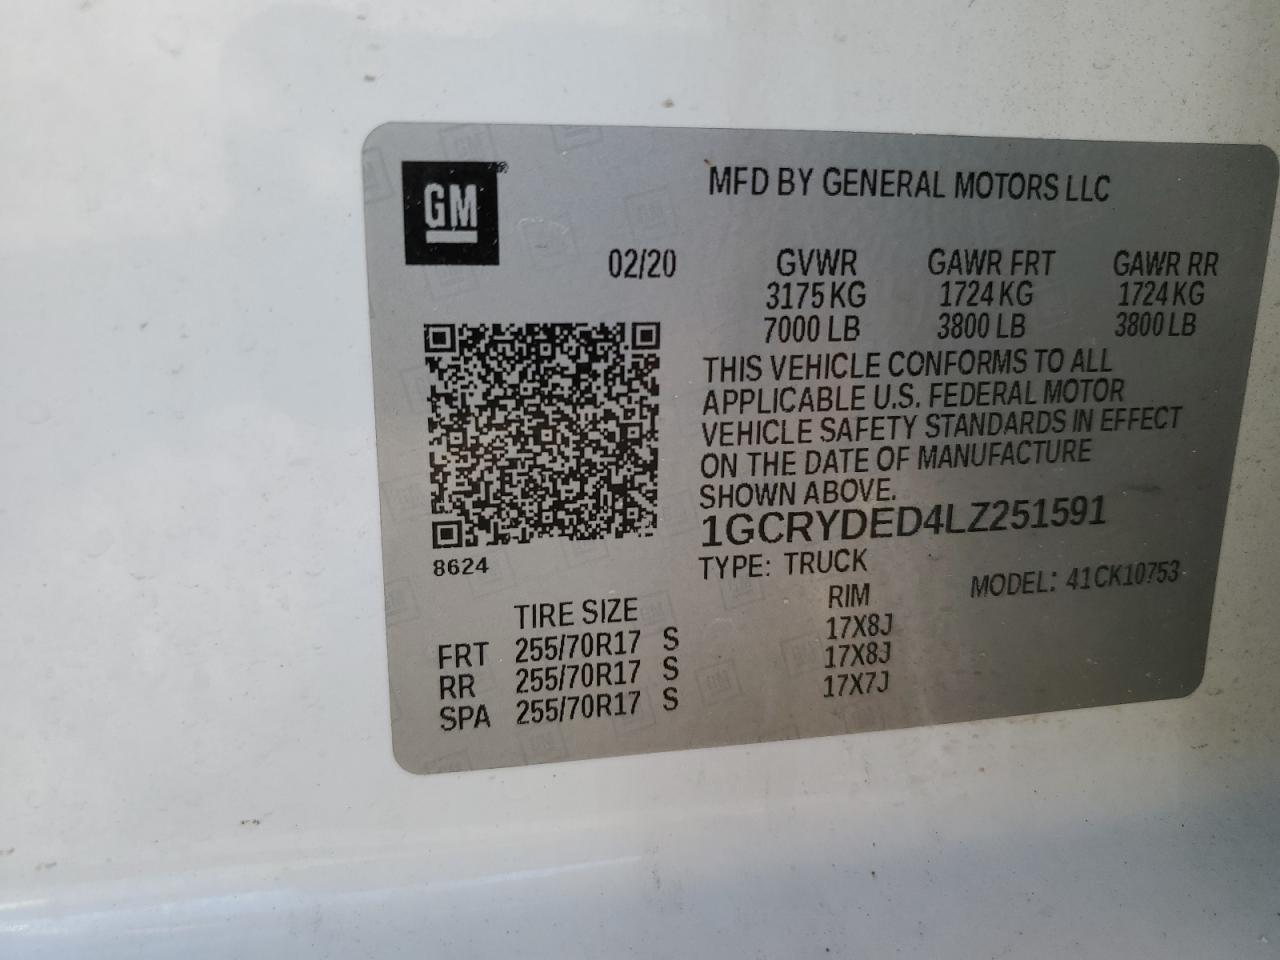 GM
MFD BY GENERAL MOTORS LLC
02/20 GVWR GAWR FRT GAWR RR
3175 KG 1724 KG 1724 KG
7000 LB 3800 LB 3800 LB
THIS VEHICLE CONFORMS TO ALL
APPLICABLE U.S. FEDERAL MOTOR
VEHICLE SAFETY STANDARDS IN EFFECT
ON THE DATE OF MANUFACTURE
SHOWN ABOVE.
1GCRYDED4LZ251591
8624
TYPE: TRUCK MODEL: 41CK10753
TIRE SIZE RIM
FRT 255/70R17 S 17X8J
RR 255/70R17 S 17X8J
SPA 255/70R17 S 17X7J